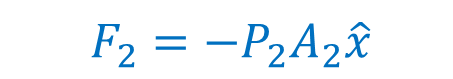 F₂ = −P₂A₂x̂